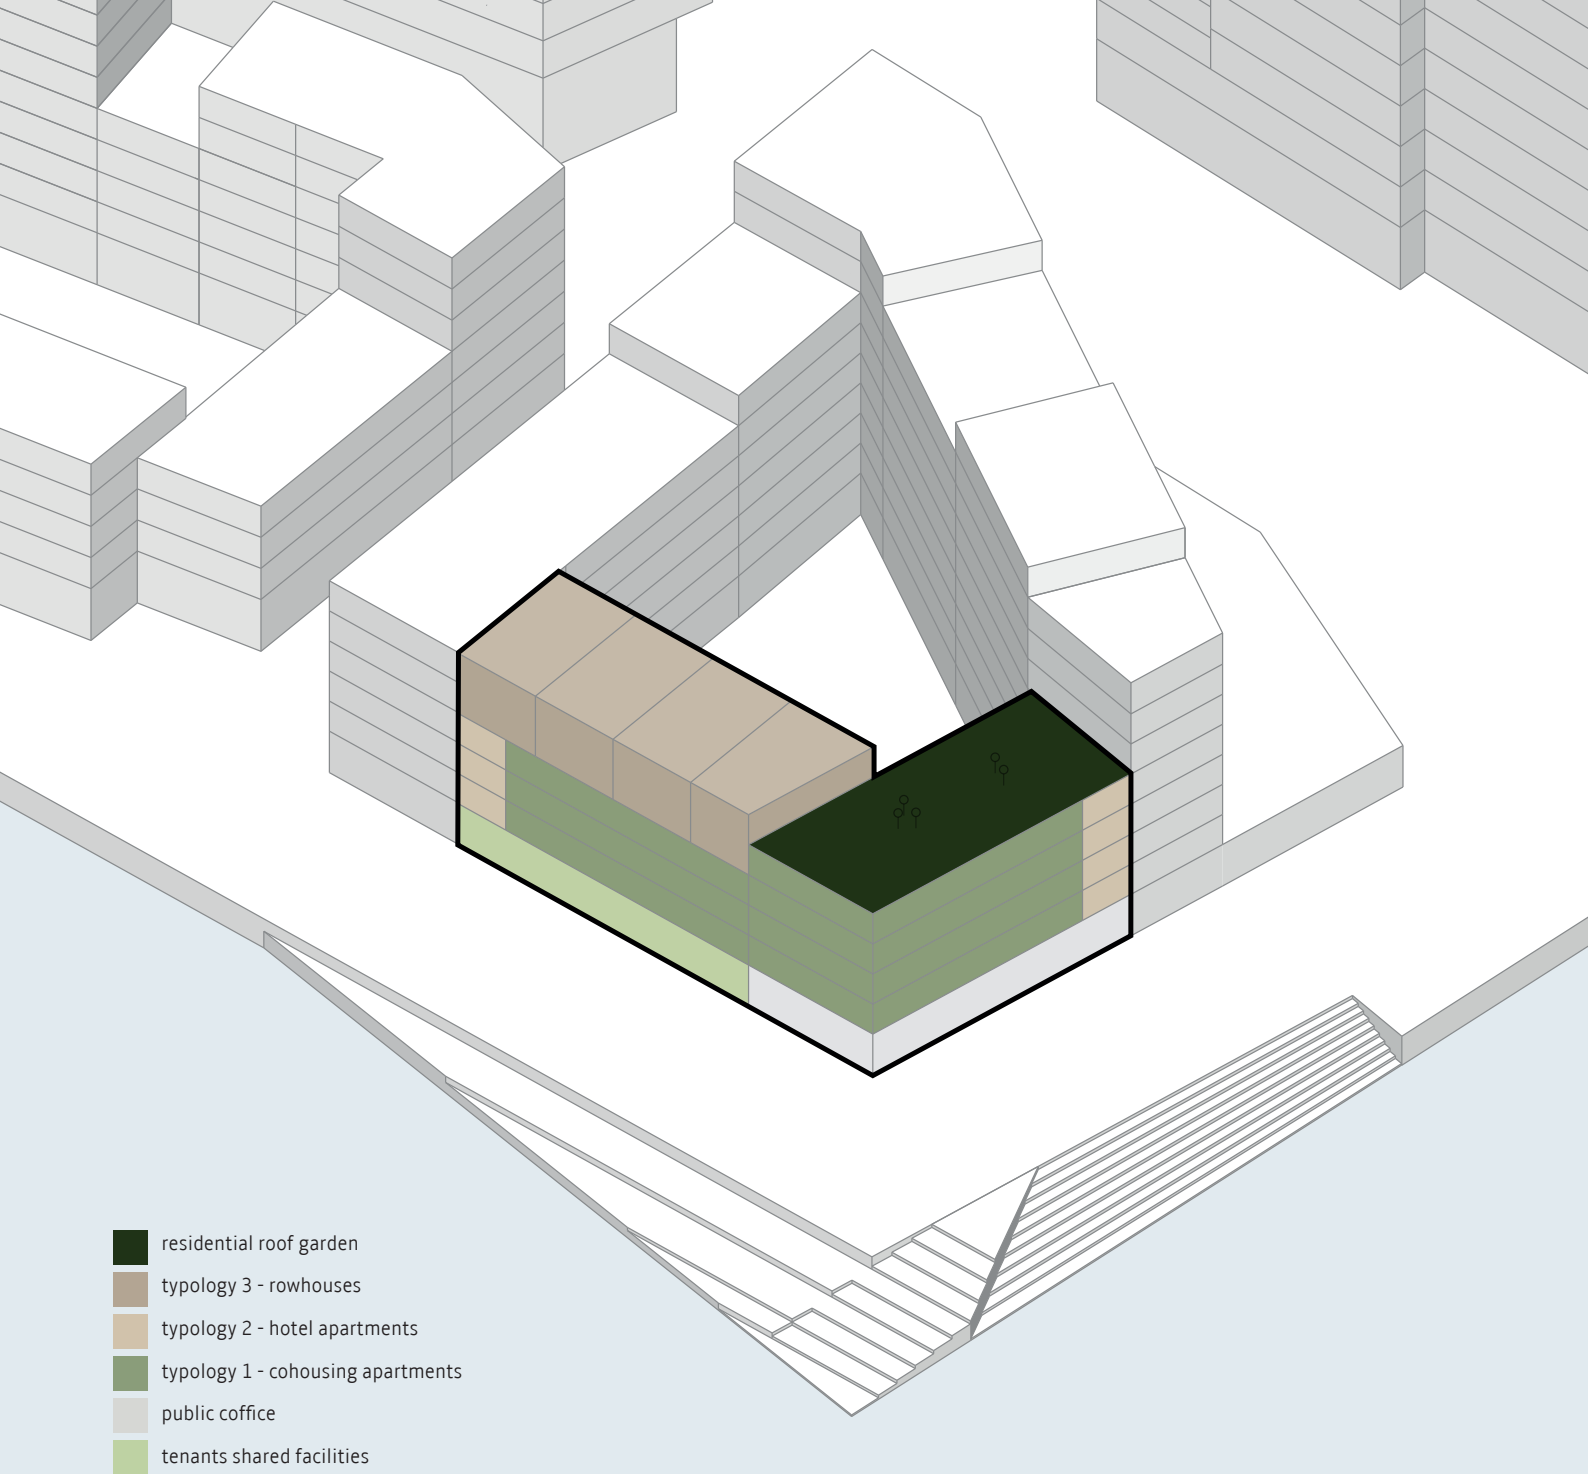 residential roof garden
typology 3 - rowhouses
typology 2 - hotel apartments
typology 1 - cohousing apartments
public coffice
tenants shared facilities